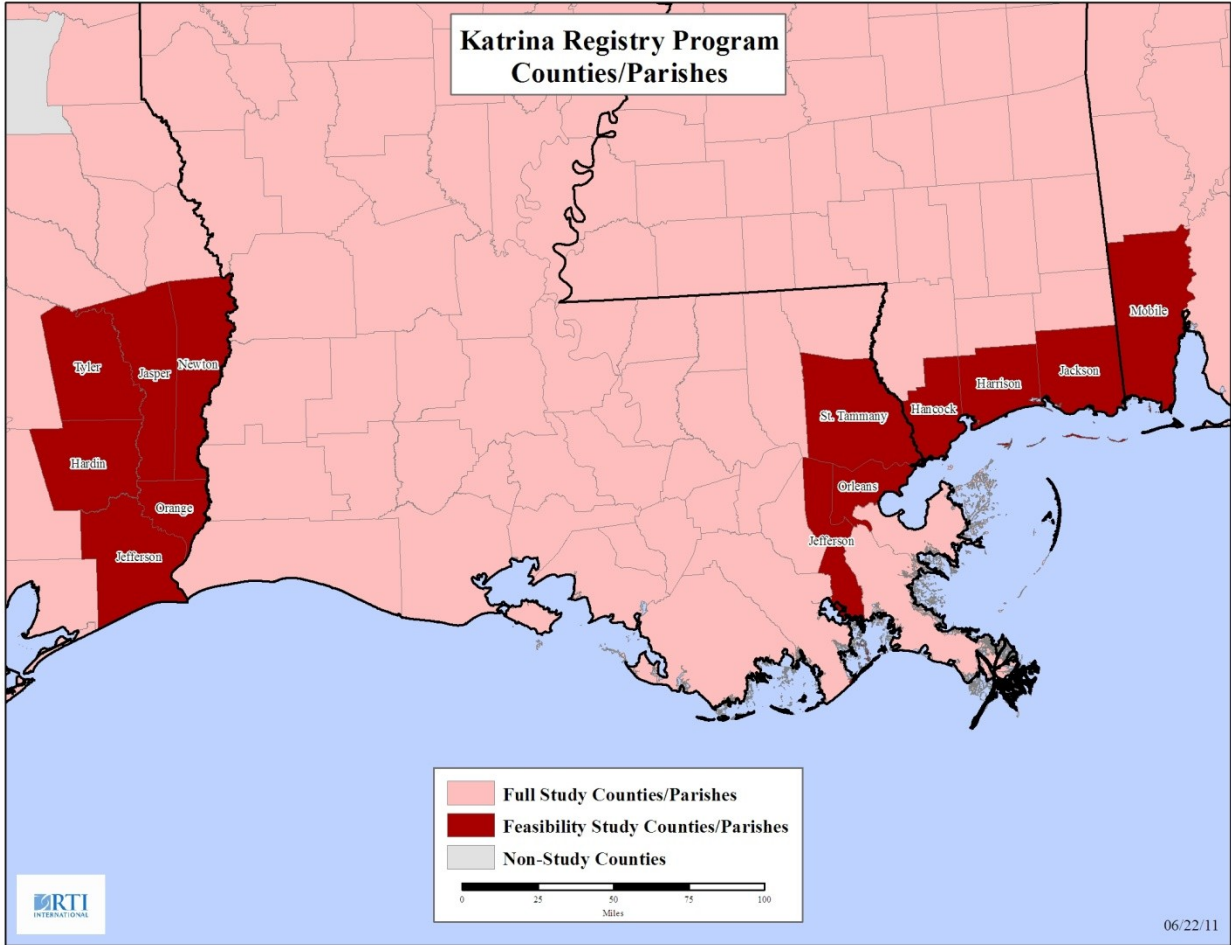 Katrina Registry Program
Counties/Parishes
Mobile
Tyler
Jasper
Newton
Jackson
Harrison
Hancock
St. Tammany
Hardin
Orleans
Orange
Jefferson
Jefferson
Full Study Counties/Parishes
Feasibility Study Counties/Parishes
Non-Study Counties
0 25 50 75 100
Miles
RTI
INTERNATIONAL
06/22/11